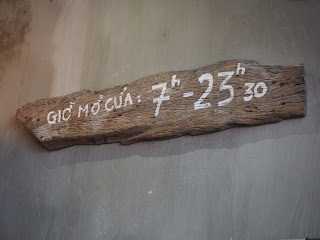 GIỜ MỞ CỬA: 7h - 23h30